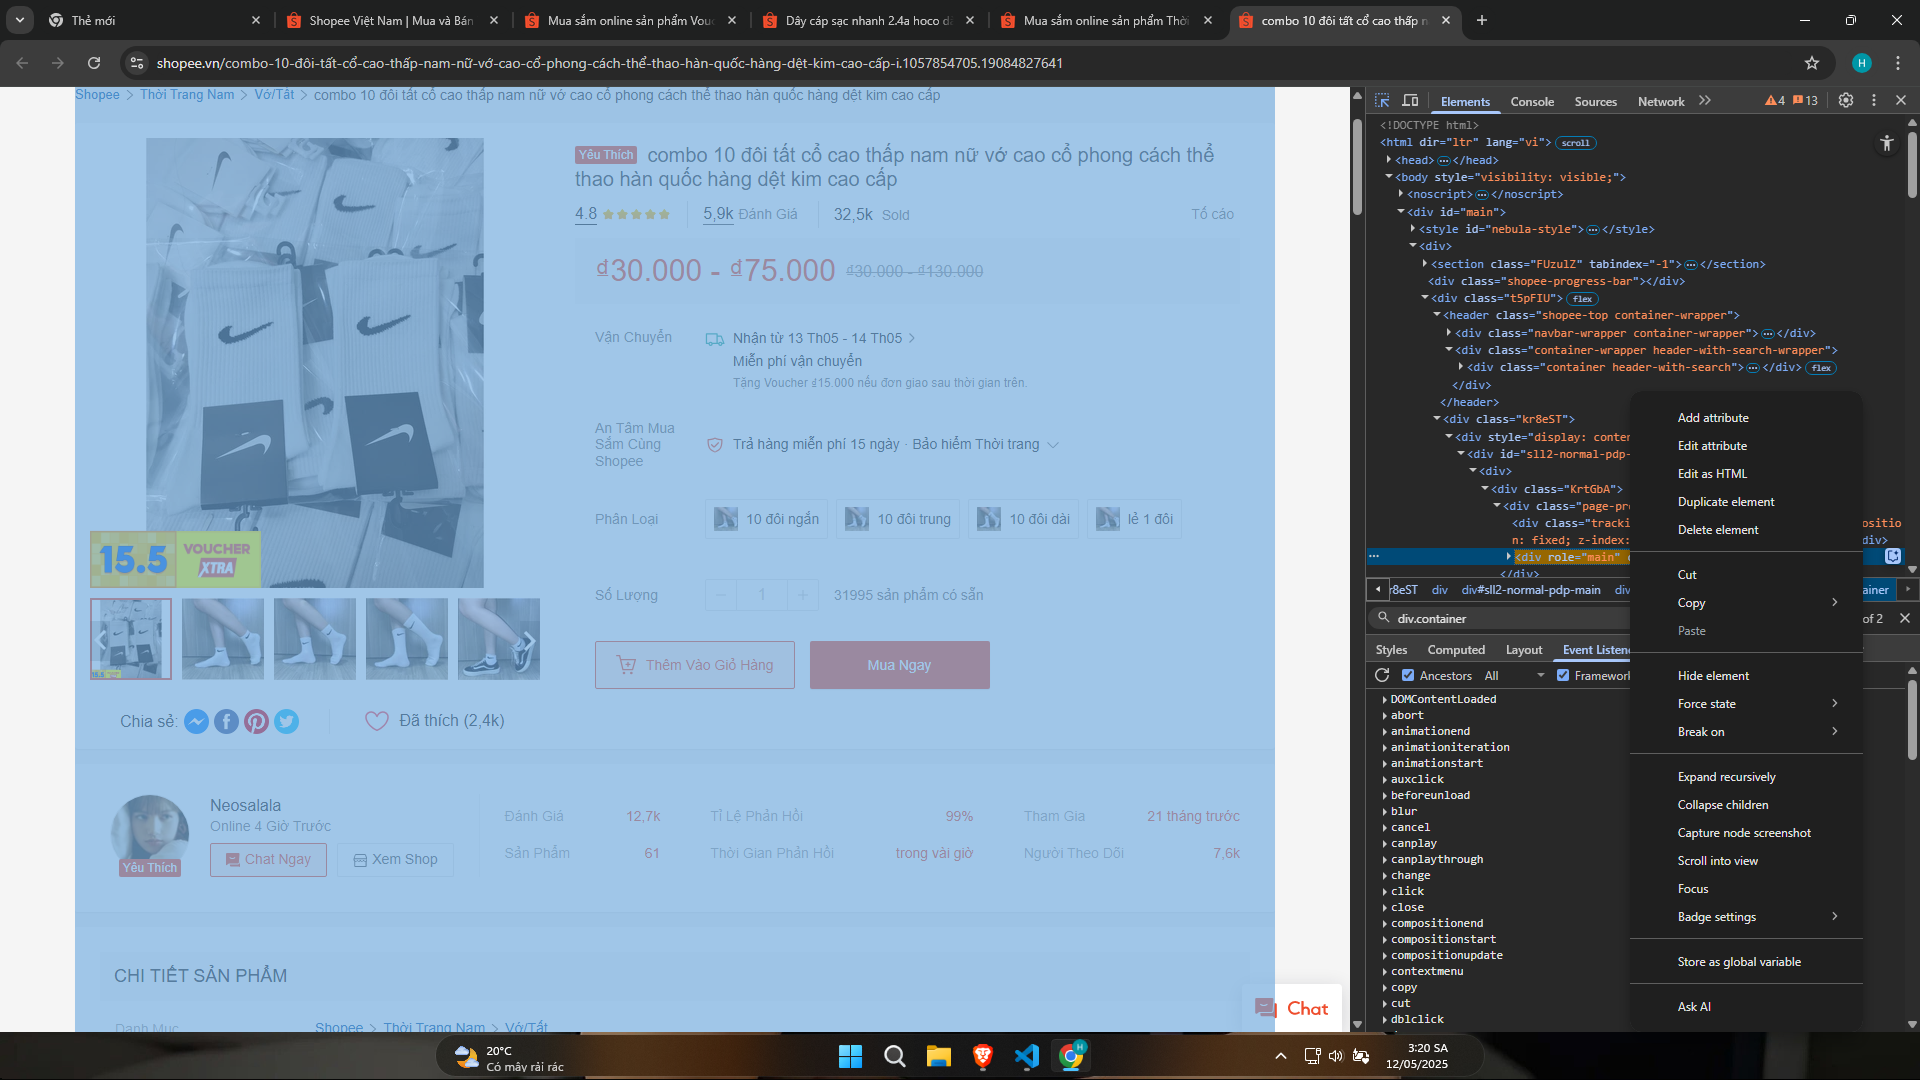 Thẻ mới
Shopee Việt Nam | Mua và Bán
Mua sắm online sản phẩm Vou
Dây cáp sạc nhanh 2.4a hoco d
Mua sắm online sản phẩm Thờ
combo 10 đôi tất cổ cao thấp n
shopee.vn/combo-10-đôi-tất-cổ-cao-thấp-nam-nữ-vớ-cao-cổ-phong-cách-thể-thao-hàn-quốc-hàng-dệt-kim-cao-cấp-i.1057854705.19084827641
H
Shopee > Thời Trang Nam > Vớ/Tất > combo 10 đôi tất cổ cao thấp nam nữ vớ cao cổ phong cách thể thao hàn quốc hàng dệt kim cao cấp
Yêu Thích combo 10 đôi tất cổ cao thấp nam nữ vớ cao cổ phong cách thể
thao hàn quốc hàng dệt kim cao cấp
4.8 5,9k Đánh Giá 32,5k Sold Tố cáo
₫30.000 - ₫75.000 ₫30.000 - ₫130.000
Vận Chuyển Nhận từ 13 Th05 - 14 Th05 >
Miễn phí vận chuyển
Tặng Voucher ₫15.000 nếu đơn giao sau thời gian trên.
An Tâm Mua
Sắm Cùng
Shopee
Trả hàng miễn phí 15 ngày · Bảo hiểm Thời trang
Phân Loại 10 đôi ngắn 10 đôi trung 10 đôi dài lẻ 1 đôi
15.5 VOUCHER
XTRA
Số Lượng − 1 + 31995 sản phẩm có sẵn
Thêm Vào Giỏ Hàng Mua Ngay
Chia sẻ: Đã thích (2,4k)
Neosalala
Online 4 Giờ Trước
Yêu Thích
Chat Ngay Xem Shop
Đánh Giá 12,7k Tỉ Lệ Phản Hồi 99% Tham Gia 21 tháng trước
Sản Phẩm 61 Thời Gian Phản Hồi trong vài giờ Người Theo Dõi 7,6k
CHI TIẾT SẢN PHẨM
Danh Mục Shopee > Thời Trang Nam > Vớ/Tất
Chat
Elements Console Sources Network 4 13
<!DOCTYPE html>
<html dir="ltr" lang="vi"> scroll
<head> </head>
<body style="visibility: visible;">
<noscript> </noscript>
<div id="main">
<style id="nebula-style"> </style>
<div>
<section class="FUzulZ" tabindex="-1"> </section>
<div class="shopee-progress-bar"></div>
<div class="t5pFIU"> flex
<header class="shopee-top container-wrapper">
<div class="navbar-wrapper container-wrapper"> </div>
<div class="container-wrapper header-with-search-wrapper">
<div class="container header-with-search"> </div> flex
</div>
</header>
<div class="kr8eST">
<div style="display: conten
<div id="sll2-normal-pdp-
<div>
<div class="KrtGbA">
<div class="page-pr
<div class="tracki ositio
n: fixed; z-index: div>
<div role="main"
</div>
r8eST div div#sll2-normal-pdp-main div ainer
div.container of 2
Styles Computed Layout Event Listene
Ancestors All Framework
DOMContentLoaded
abort
animationend
animationiteration
animationstart
auxclick
beforeunload
blur
cancel
canplay
canplaythrough
change
click
close
compositionend
compositionstart
compositionupdate
contextmenu
copy
cut
dblclick
Add attribute
Edit attribute
Edit as HTML
Duplicate element
Delete element
Cut
Copy
Paste
Hide element
Force state
Break on
Expand recursively
Collapse children
Capture node screenshot
Scroll into view
Focus
Badge settings
Store as global variable
Ask AI
20°C
Có mây rải rác
H
3:20 SA
12/05/2025